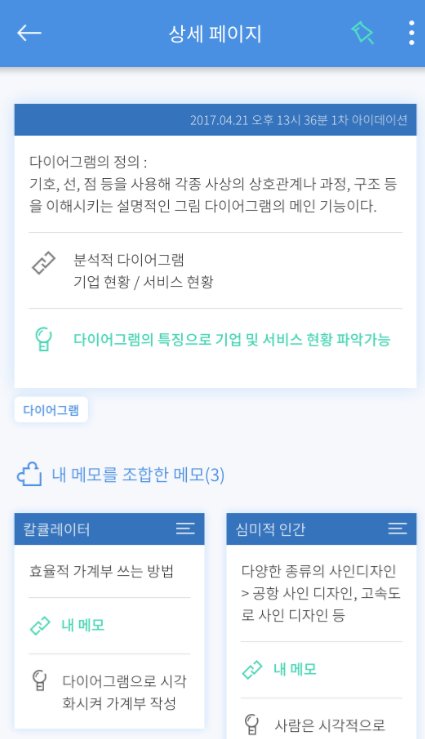 상세 페이지
2017.04.21 오후 13시 36분 1차 아이데이션
다이어그램의 정의 :
기호, 선, 점 등을 사용해 각종 사상의 상호관계나 과정, 구조 등
을 이해시키는 설명적인 그림 다이어그램의 메인 기능이다.
분석적 다이어그램
기업 현황 / 서비스 현황
다이어그램의 특징으로 기업 및 서비스 현황 파악가능
다이어그램
내 메모를 조합한 메모(3)
칼큘레이터
효율적 가계부 쓰는 방법
내 메모
다이어그램으로 시각
화시켜 가계부 작성
심미적 인간
다양한 종류의 사인디자인
> 공항 사인 디자인, 고속도
로 사인 디자인 등
내 메모
사람은 시각적으로